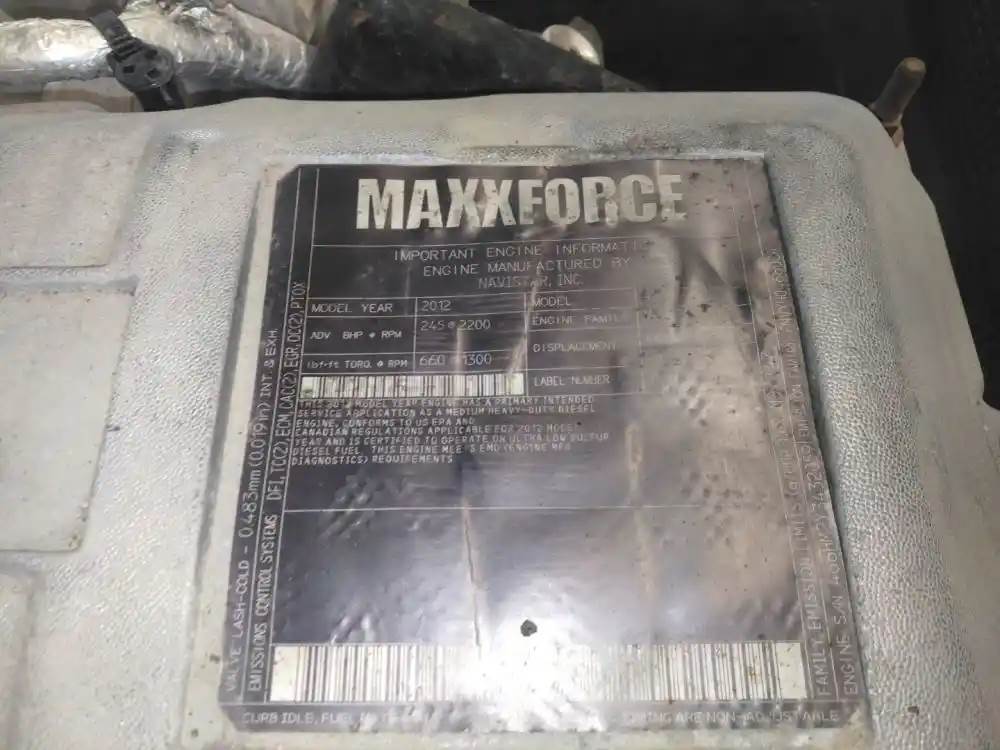 MAXXFORCE
IMPORTANT ENGINE INFORMATI
ENGINE MANUFACTURED BY
NAVISTAR, INC.
MODEL YEAR 2012 MODEL
ADV BHP @ RPM 245 @ 2200 ENGINE FAMILY
DISPLACEMENT
lbf-ft TORQ. @ RPM 660 1300
LABEL NUMBER
THIS 2012 MODEL YEAR ENGINE HAS A PRIMARY INTENDED
SERVICE APPLICATION AS A MEDIUM HEAVY-DUTY DIESEL
ENGINE, CONFORMS TO US EPA AND
CANADIAN REGULATIONS APPLICABLE FOR 2012 MODEL
YEAR AND IS CERTIFIED TO OPERATE ON ULTRA LOW SULFUR
DIESEL FUEL. THIS ENGINE MEETS EMD (ENGINE MFG
DIAGNOSTICS) REQUIREMENTS
VALVE LASH-COLD - 0.483mm (0.019in.) INT. & EXH.
EMISSIONS CONTROL SYSTEMS DFI, TC(2), ECM, CAC(2), EGR, OC(2), PTOX
FAMILY EMISSION LIMITS
ENGINE S/N
CURB IDLE, FUEL
TIMING ARE NON-ADJUSTABLE